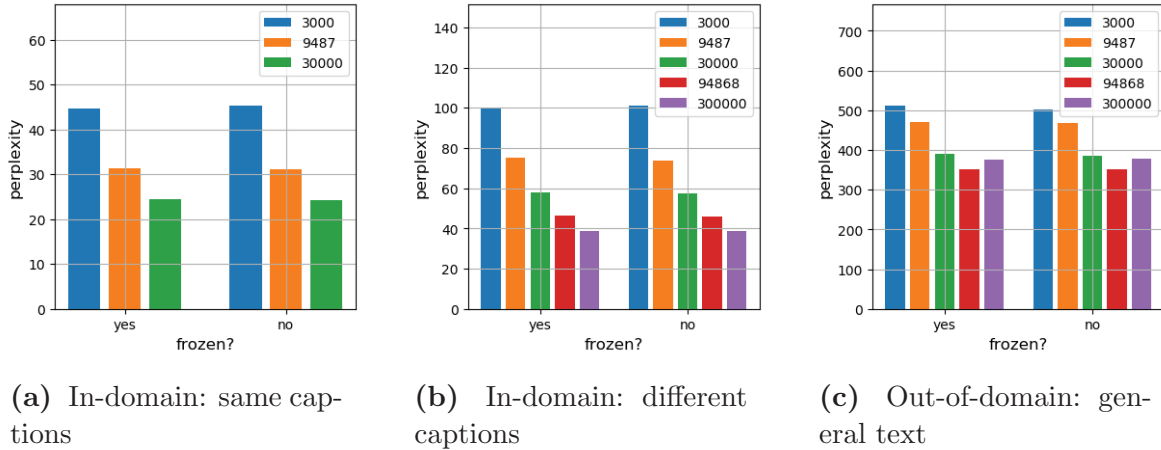 60
50
40
30
20
10
0
perplexity
3000
9487
30000
yes
no
frozen?
140
120
100
80
60
40
20
0
perplexity
3000
9487
30000
94868
300000
yes
no
frozen?
700
600
500
400
300
200
100
0
perplexity
3000
9487
30000
94868
300000
yes
no
frozen?
(a) In-domain: same cap-
tions
(b) In-domain: different
captions
(c) Out-of-domain: gen-
eral text